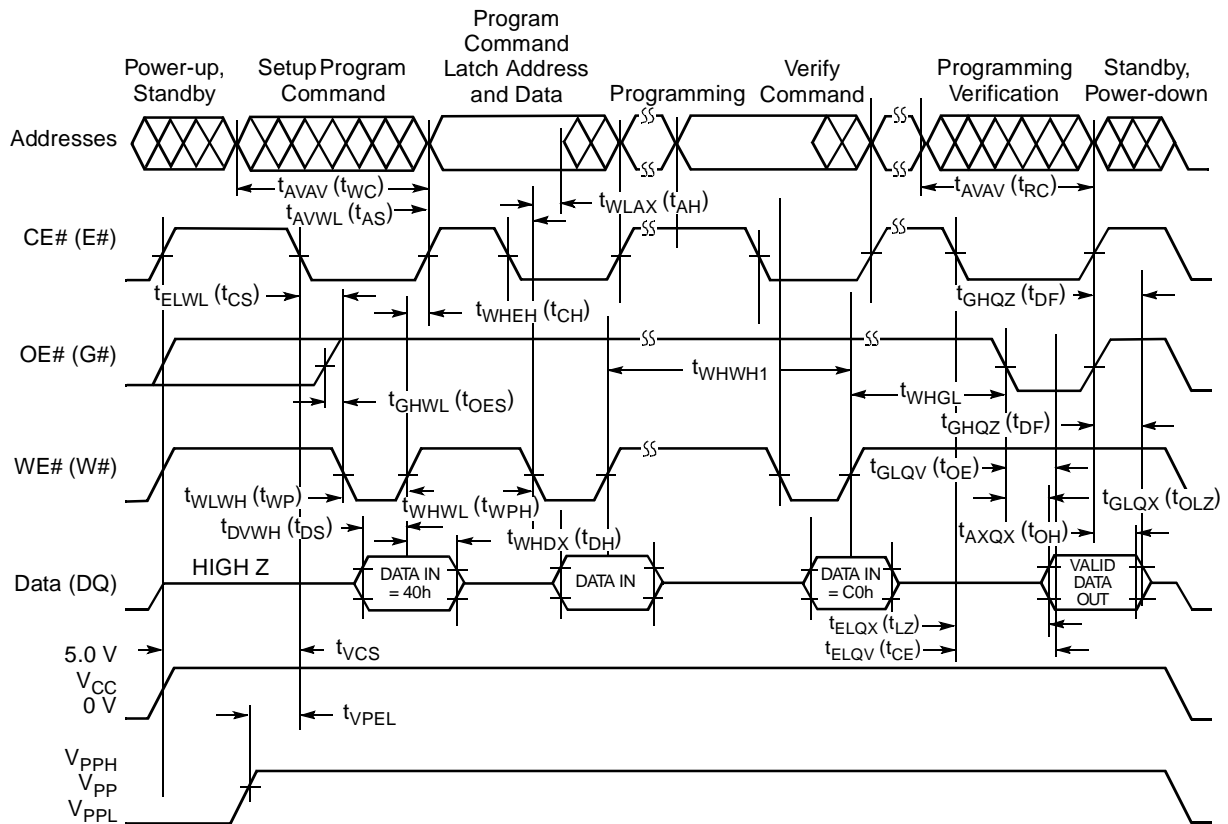 Power-up,
Standby
Setup Program
Command
Program
Command
Latch Address
and Data
Programming
Verify
Command
Programming
Verification
Standby,
Power-down
Addresses
tAVAV (tWC)
tAVWL (tAS)
tWLAX (tAH)
tAVAV (tRC)
CE# (E#)
tELWL (tCS)
tWHEH (tCH)
tGHQZ (tDF)
OE# (G#)
tWHWH1
tWHGL
tGHWL (tOES)
tGHQZ (tDF)
WE# (W#)
tGLQV (tOE)
tWLWH (tWP)
tWHWL (tWPH)
tGLQX (tOLZ)
tDVWH (tDS)
tWHDX (tDH)
tAXQX (tOH)
Data (DQ)
HIGH Z
DATA IN
= 40h
DATA IN
DATA IN
= C0h
VALID
DATA
OUT
tELQX (tLZ)
tELQV (tCE)
5.0 V
VCC
0 V
tVCS
tVPEL
VPPH
VPP
VPPL